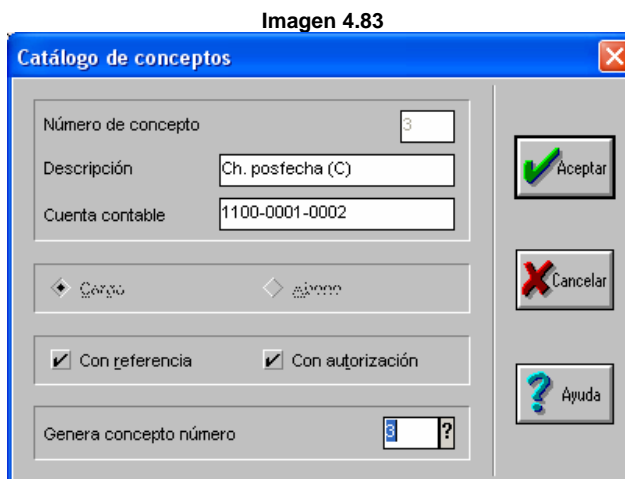 Imagen 4.83
Catálogo de conceptos
Número de concepto 3
Descripción Ch. posfecha (C)
Cuenta contable 1100-0001-0002
Cargo Abono
Con referencia Con autorización
Genera concepto número 3 ?
Aceptar
Cancelar
Ayuda